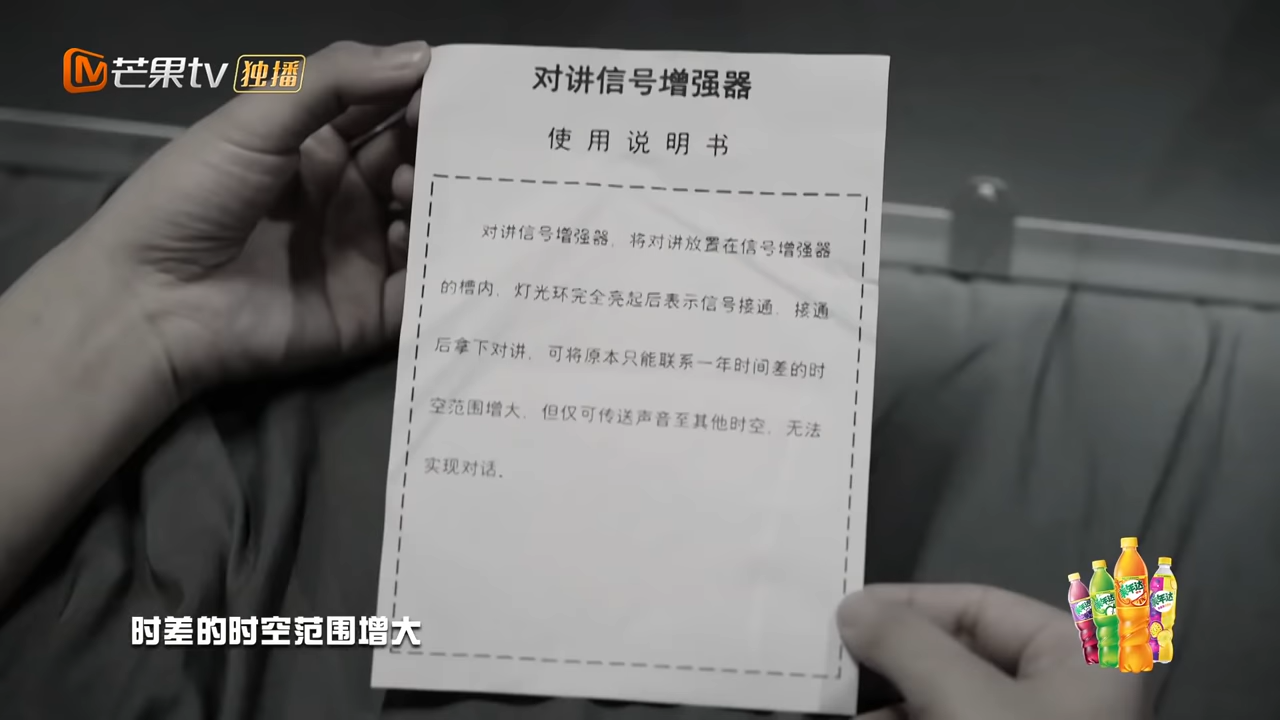 芒果tv 独播
对讲信号增强器
使用说明书
对讲信号增强器，将对讲放置在信号增强器
的槽内，灯光环完全亮起后表示信号接通，接通
后拿下对讲，可将原本只能联系一年时间差的时
空范围增大，但仅可传送声音至其他时空，无法
实现对话。
时差的时空范围增大
美年达